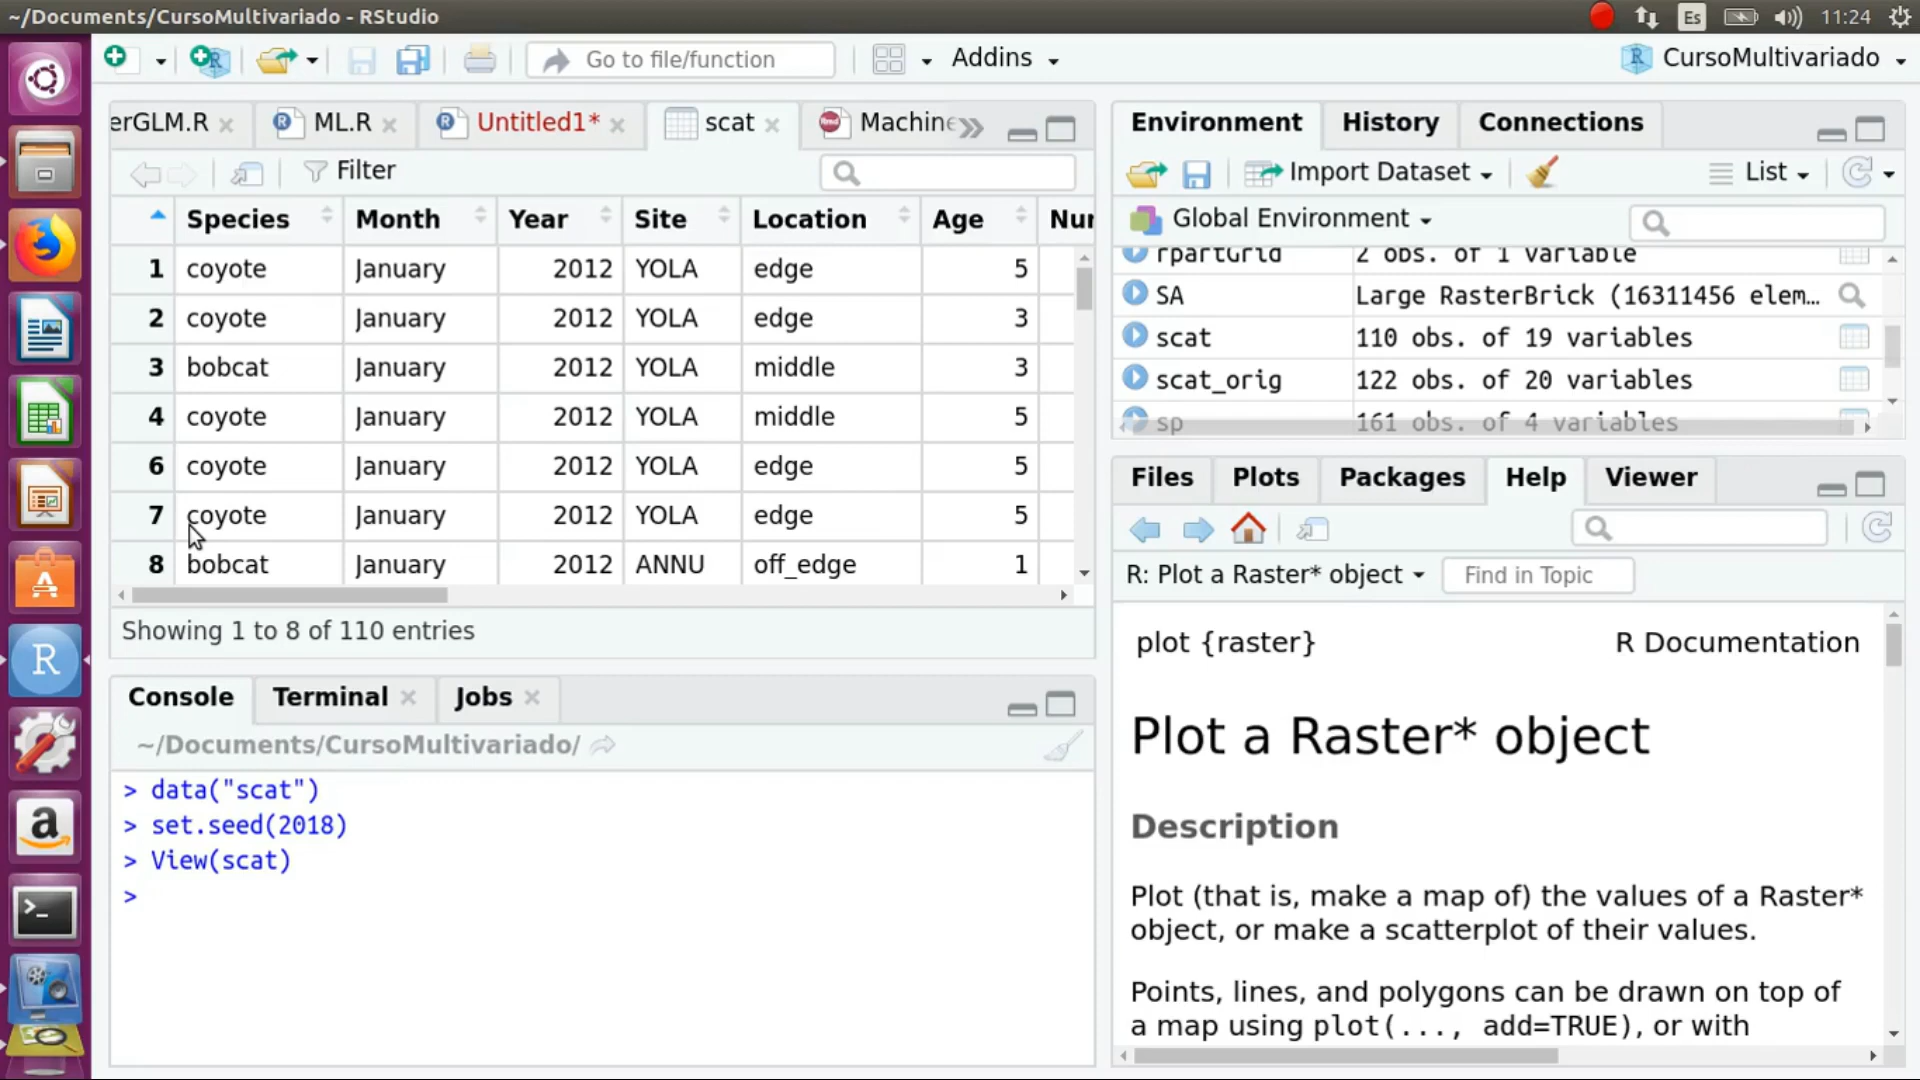 ~/Documents/CursoMultivariado - RStudio
Es
11:24
Go to file/function
Addins
CursoMultivariado
erGLM.R
ML.R
Untitled1*
scat
Machine
Filter
Species Month Year Site Location Age Nur
1 coyote January 2012 YOLA edge 5
2 coyote January 2012 YOLA edge 3
3 bobcat January 2012 YOLA middle 3
4 coyote January 2012 YOLA middle 5
6 coyote January 2012 YOLA edge 5
7 coyote January 2012 YOLA edge 5
8 bobcat January 2012 ANNU off_edge 1
Showing 1 to 8 of 110 entries
Console Terminal Jobs
~/Documents/CursoMultivariado/
> data("scat")
> set.seed(2018)
> View(scat)
>
Environment History Connections
Import Dataset
List
Global Environment
rpartGrid 2 obs. of 1 variable
SA Large RasterBrick (16311456 elem…
scat 110 obs. of 19 variables
scat_orig 122 obs. of 20 variables
sp 161 obs. of 4 variables
Files Plots Packages Help Viewer
R: Plot a Raster* object
Find in Topic
plot {raster} R Documentation
Plot a Raster* object
Description
Plot (that is, make a map of) the values of a Raster*
object, or make a scatterplot of their values.
Points, lines, and polygons can be drawn on top of
a map using plot(..., add=TRUE), or with